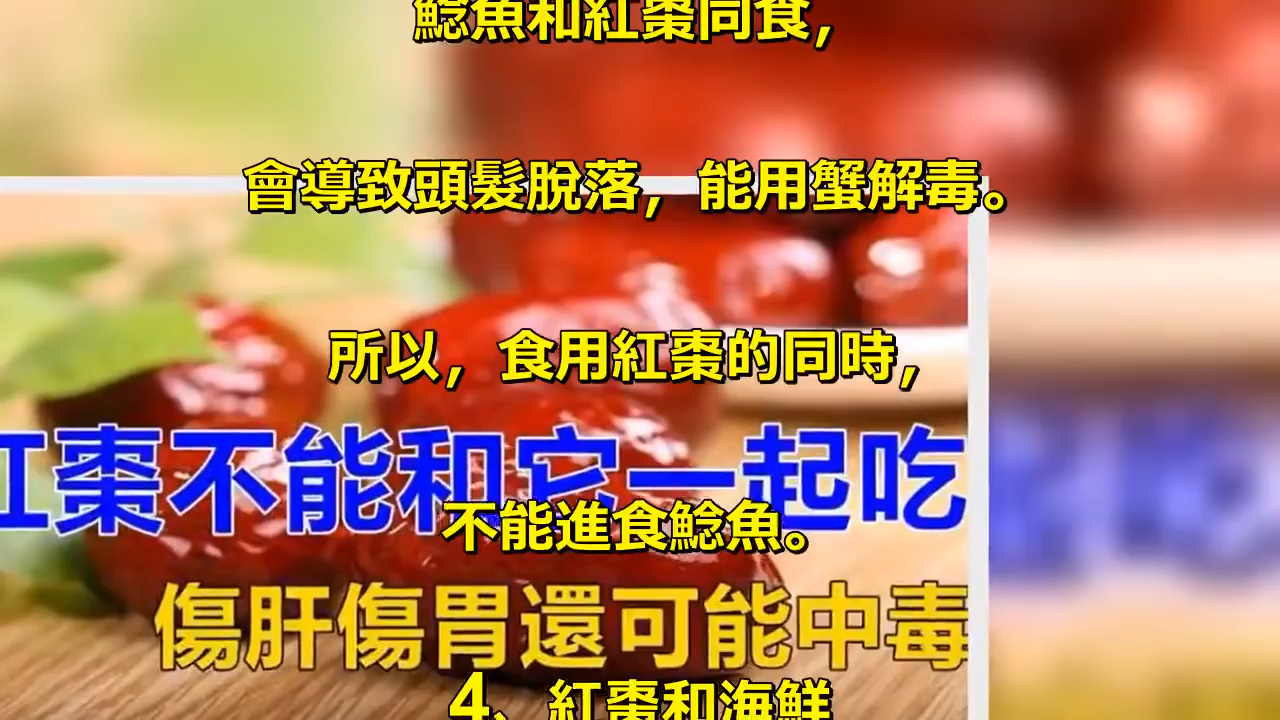 鯰魚和紅棗同食，
會導致頭髮脫落，能用蟹解毒。
所以，食用紅棗的同時，
紅棗不能和它一起吃
不能進食鯰魚。
傷肝傷胃還可能中毒
4、紅棗和海鮮